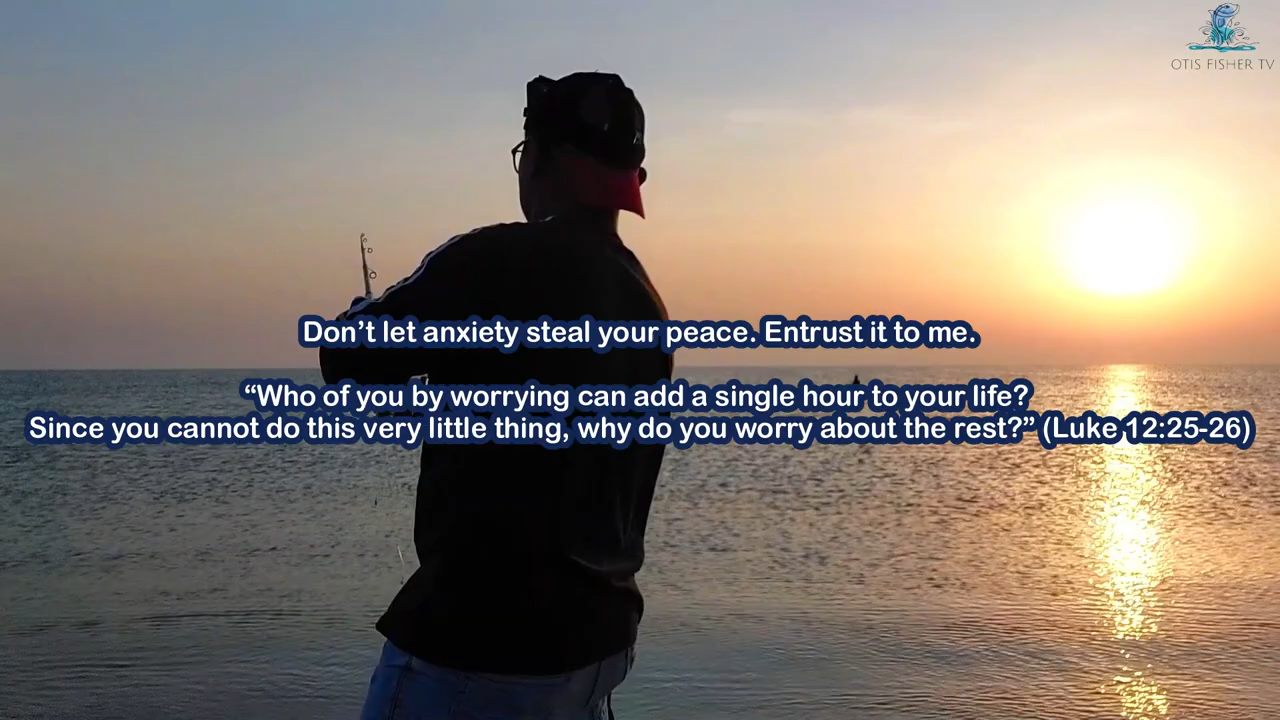 OTIS FISHER TV
Don’t let anxiety steal your peace. Entrust it to me.
“Who of you by worrying can add a single hour to your life?
Since you cannot do this very little thing, why do you worry about the rest?” (Luke 12:25-26)